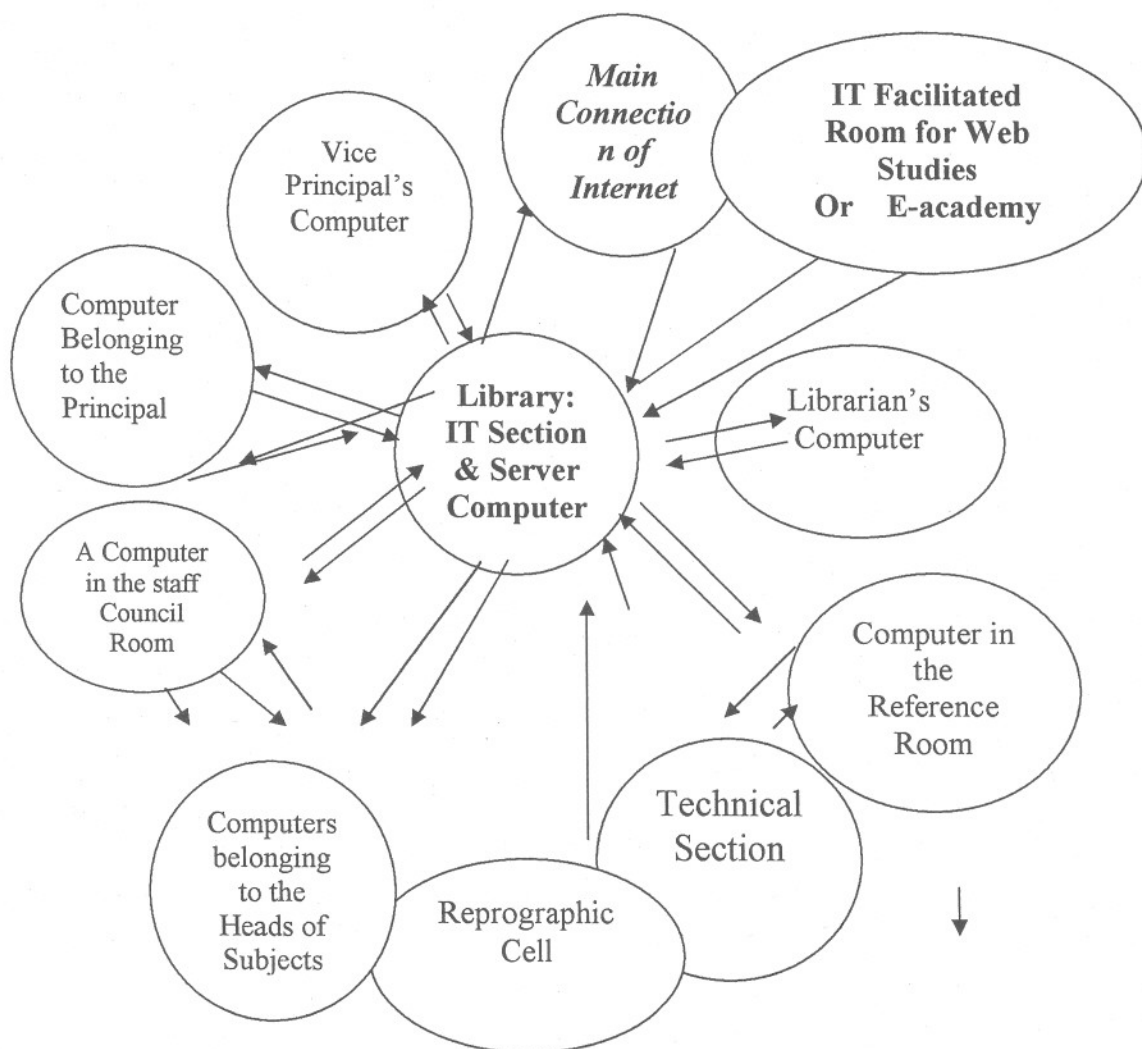 Main
Connectio
n of
Internet
IT Facilitated
Room for Web
Studies
Or E-academy
Vice
Principal's
Computer
Computer
Belonging
to the
Principal
Library:
IT Section
& Server
Computer
Librarian's
Computer
A Computer
in the staff
Council
Room
Computer in
the
Reference
Room
Technical
Section
Computers
belonging
to the
Heads of
Subjects
Reprographic
Cell